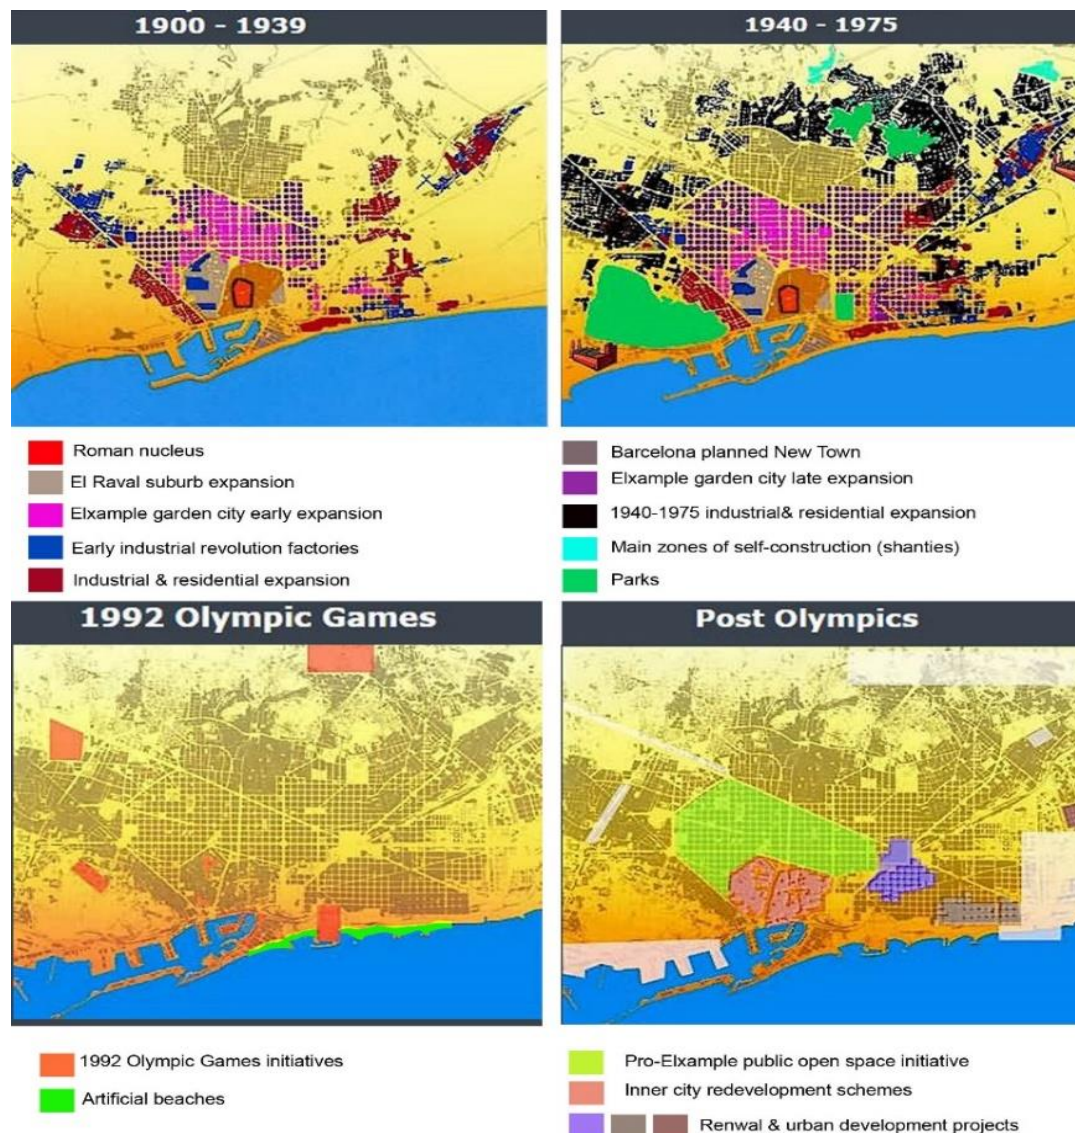 1900 - 1939
1940 - 1975
Roman nucleus
El Raval suburb expansion
Elxample garden city early expansion
Early industrial revolution factories
Industrial & residential expansion
Barcelona planned New Town
Elxample garden city late expansion
1940-1975 industrial& residential expansion
Main zones of self-construction (shanties)
Parks
1992 Olympic Games
Post Olympics
1992 Olympic Games initiatives
Artificial beaches
Pro-Elxample public open space initiative
Inner city redevelopment schemes
Renwal & urban development projects